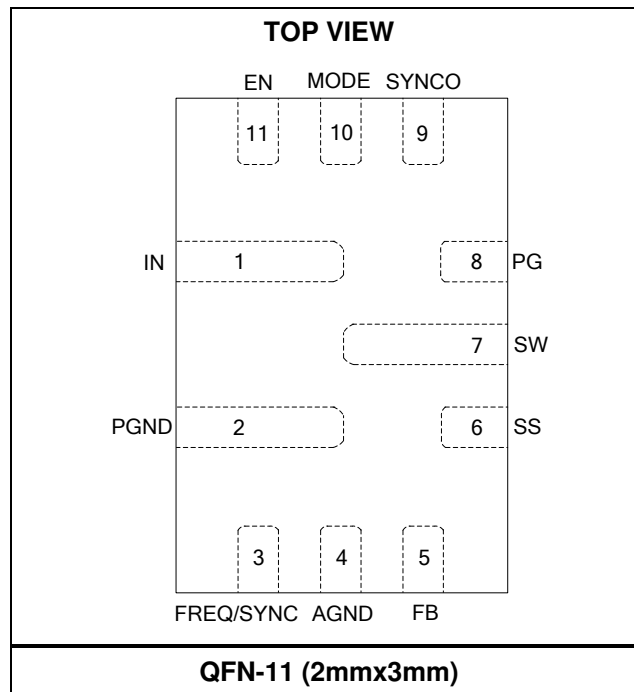 TOP VIEW
EN MODE SYNCO
11 10 9
IN 1 8 PG
7 SW
PGND 2 6 SS
3 4 5
FREQ/SYNC AGND FB
QFN-11 (2mmx3mm)